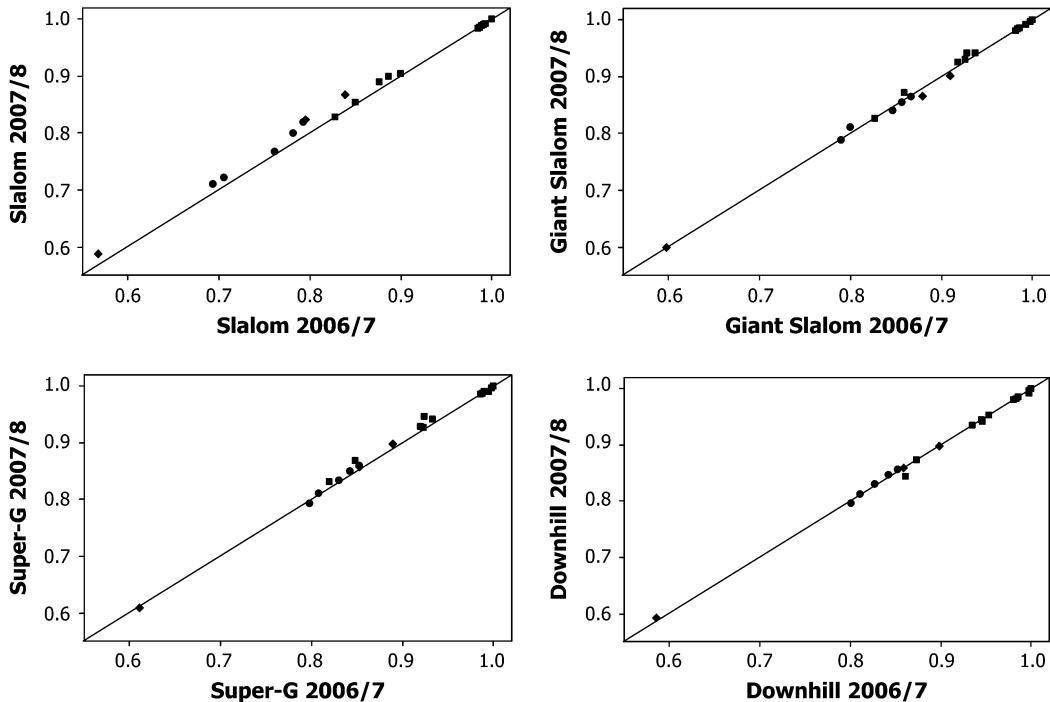 1.0
0.9
0.8
0.7
0.6
Slalom 2007/8
0.6 0.7 0.8 0.9 1.0
Slalom 2006/7
1.0
0.9
0.8
0.7
0.6
Giant Slalom 2007/8
0.6 0.7 0.8 0.9 1.0
Giant Slalom 2006/7
1.0
0.9
0.8
0.7
0.6
Super-G 2007/8
0.6 0.7 0.8 0.9 1.0
Super-G 2006/7
1.0
0.9
0.8
0.7
0.6
Downhill 2007/8
0.6 0.7 0.8 0.9 1.0
Downhill 2006/7